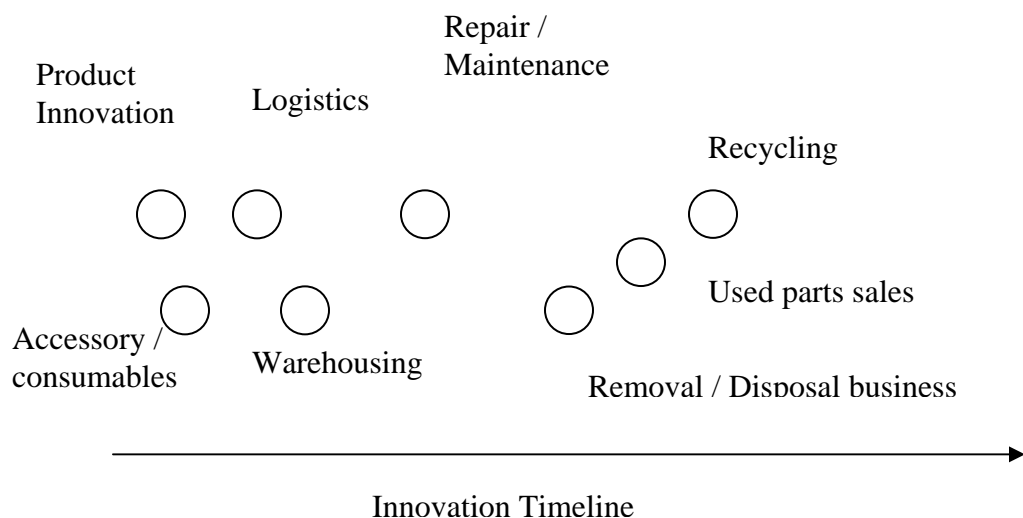 Repair /
Maintenance
Product
Innovation
Logistics
Recycling
Used parts sales
Accessory /
consumables
Warehousing
Removal / Disposal business
Innovation Timeline